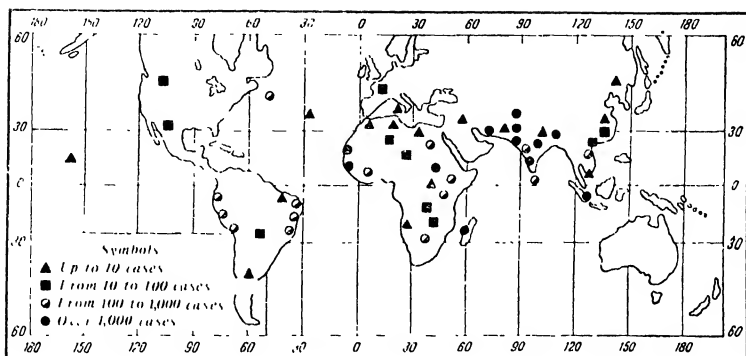 180 150 120 90 60 30 0 30 60 90 120 150 180
60 60
30 30
0 0
30 30
Symbols
Up to 10 cases
From 10 to 100 cases
From 100 to 1,000 cases
Over 1,000 cases
60 60
180 150 120 90 60 30 0 30 60 90 120 150 180